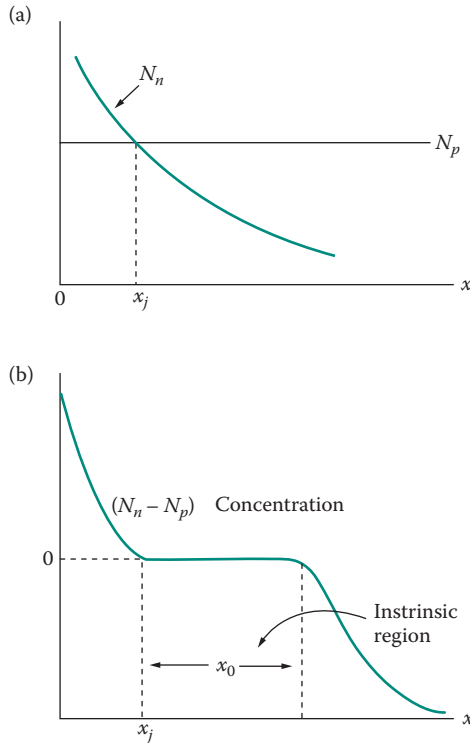 (a)
N_n
N_p
0
x_j
x
(b)
(N_n – N_p) Concentration
0
Instrinsic
region
x_0
x_j
x